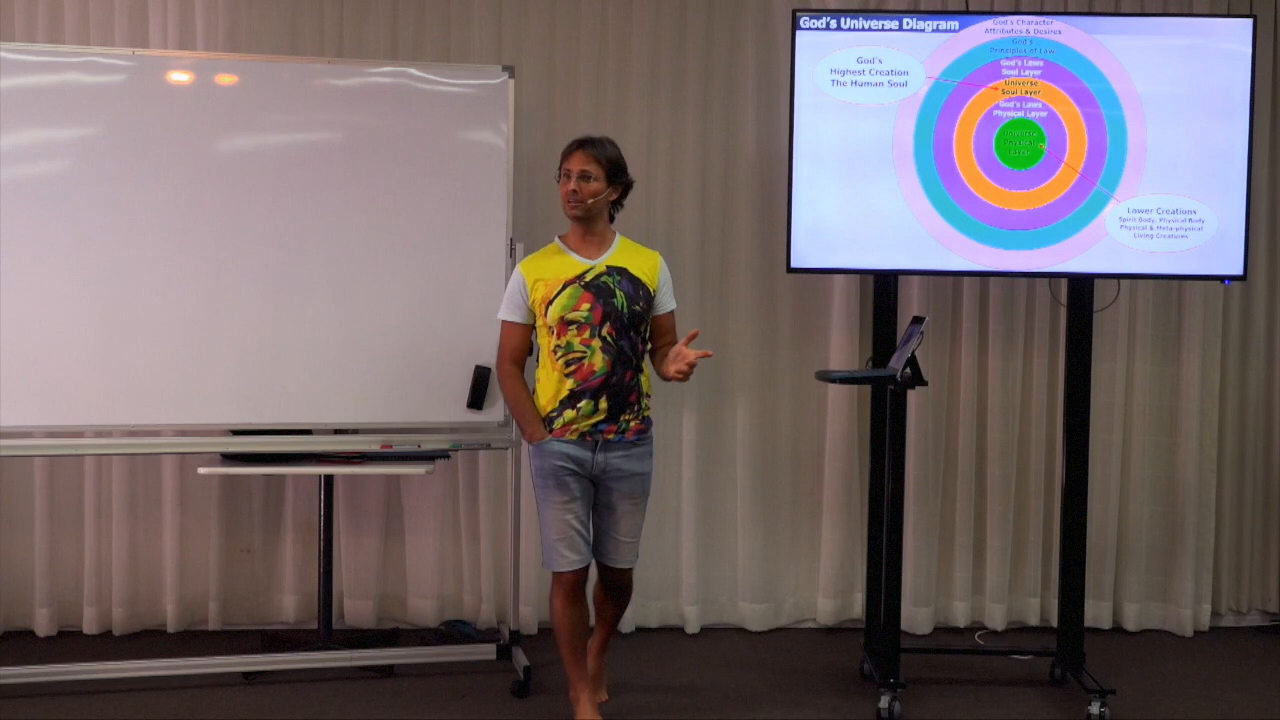 God's Universe Diagram
God's Character
Attributes & Desires
God's
Principles of Law
God's Laws
Soul Layer
Universe
Soul Layer
God's Laws
Physical Layer
Universe
Physical
Layer
God's
Highest Creation
The Human Soul
Lower Creations
Spirit Body, Physical Body
Physical & Meta-physical
Living Creatures